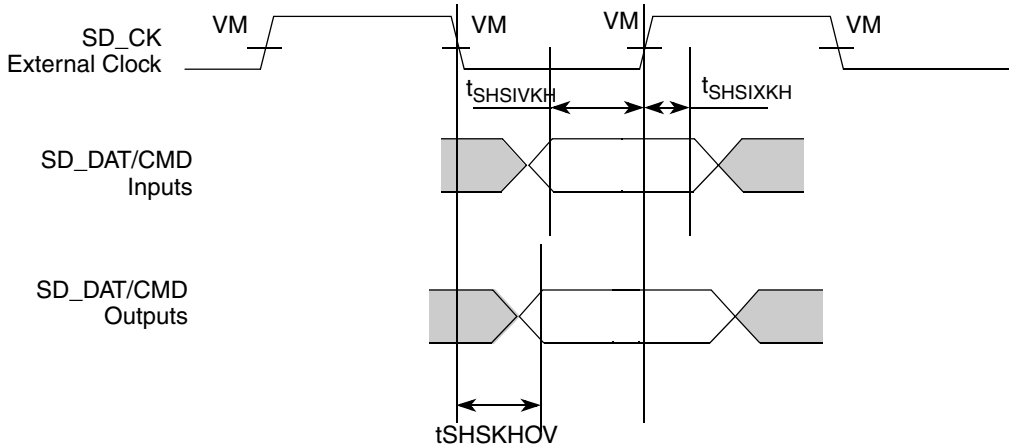 VM VM VM VM
SD_CK
External Clock
tSHSIVKH tSHSIXKH
SD_DAT/CMD
Inputs
SD_DAT/CMD
Outputs
tSHSKHOV